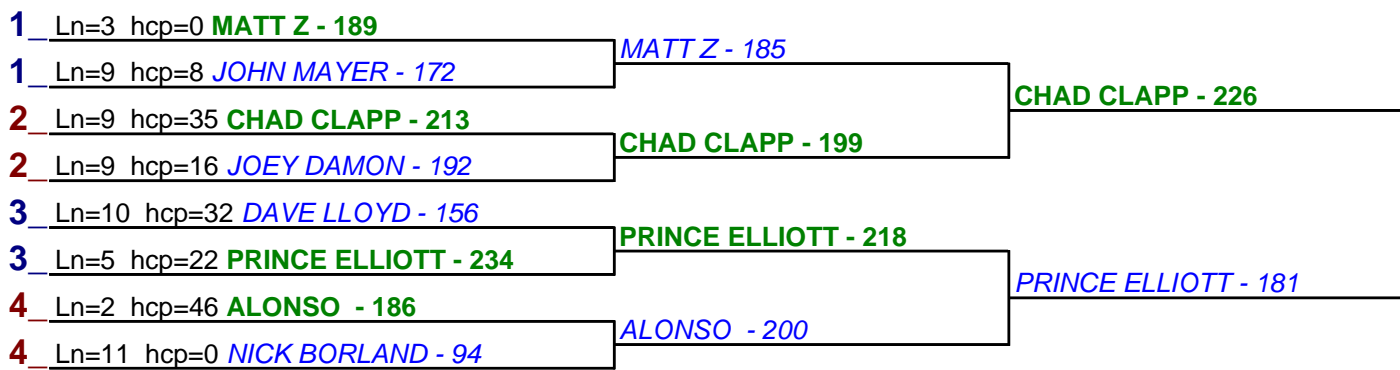 1_ Ln=3 hcp=0 MATT Z - 189
MATT Z - 185
1_ Ln=9 hcp=8 JOHN MAYER - 172
CHAD CLAPP - 226
2_ Ln=9 hcp=35 CHAD CLAPP - 213
CHAD CLAPP - 199
2_ Ln=9 hcp=16 JOEY DAMON - 192
3_ Ln=10 hcp=32 DAVE LLOYD - 156
PRINCE ELLIOTT - 218
3_ Ln=5 hcp=22 PRINCE ELLIOTT - 234
PRINCE ELLIOTT - 181
4_ Ln=2 hcp=46 ALONSO - 186
ALONSO - 200
4_ Ln=11 hcp=0 NICK BORLAND - 94